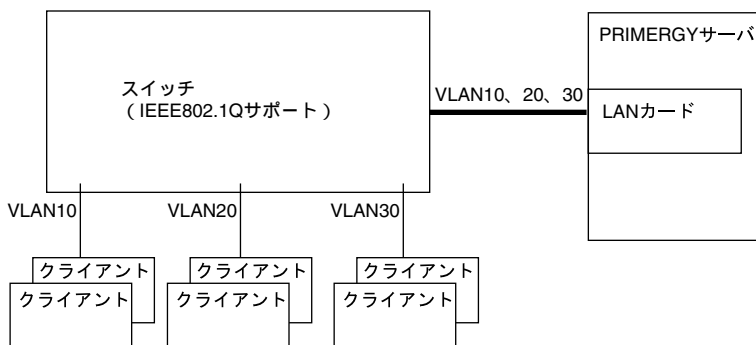 PRIMERGYサーバ
スイッチ
（IEEE802.1Qサポート）
VLAN10、20、30
LANカード
VLAN10
VLAN20
VLAN30
クライアント
クライアント
クライアント
クライアント
クライアント
クライアント